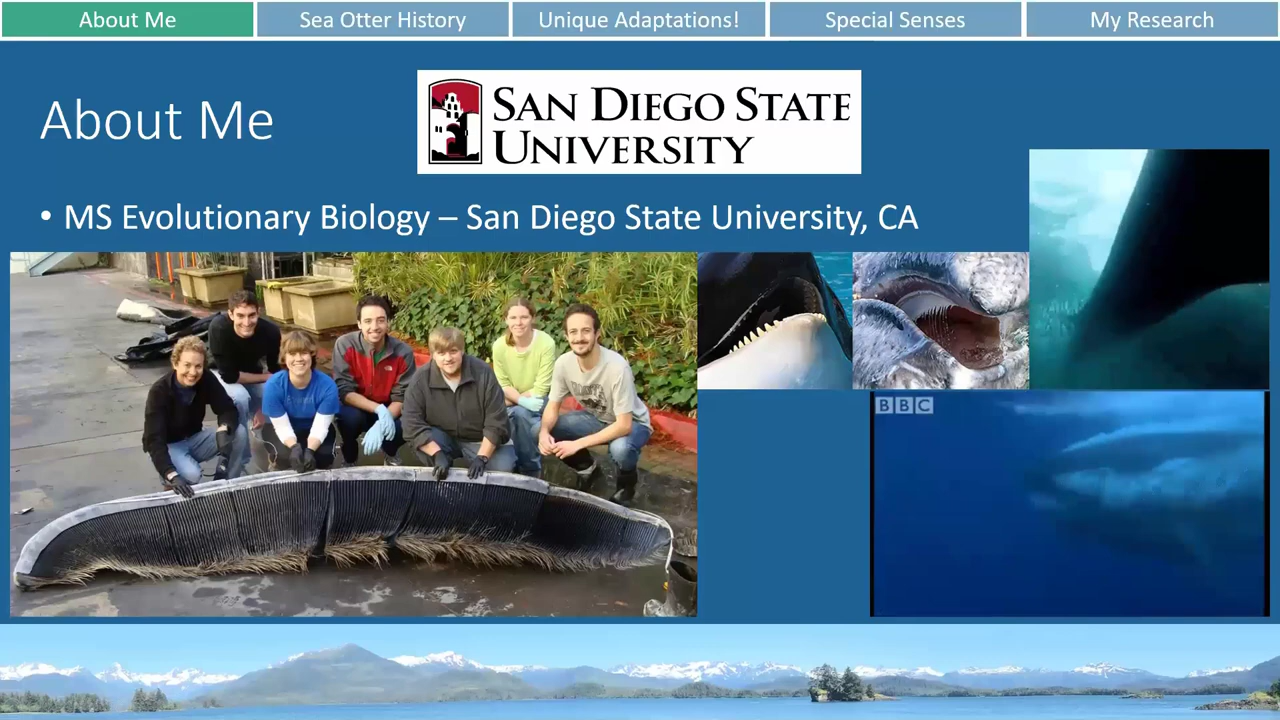 About Me
Sea Otter History
Unique Adaptations!
Special Senses
My Research
About Me
SAN DIEGO STATE
UNIVERSITY
• MS Evolutionary Biology – San Diego State University, CA
BBC